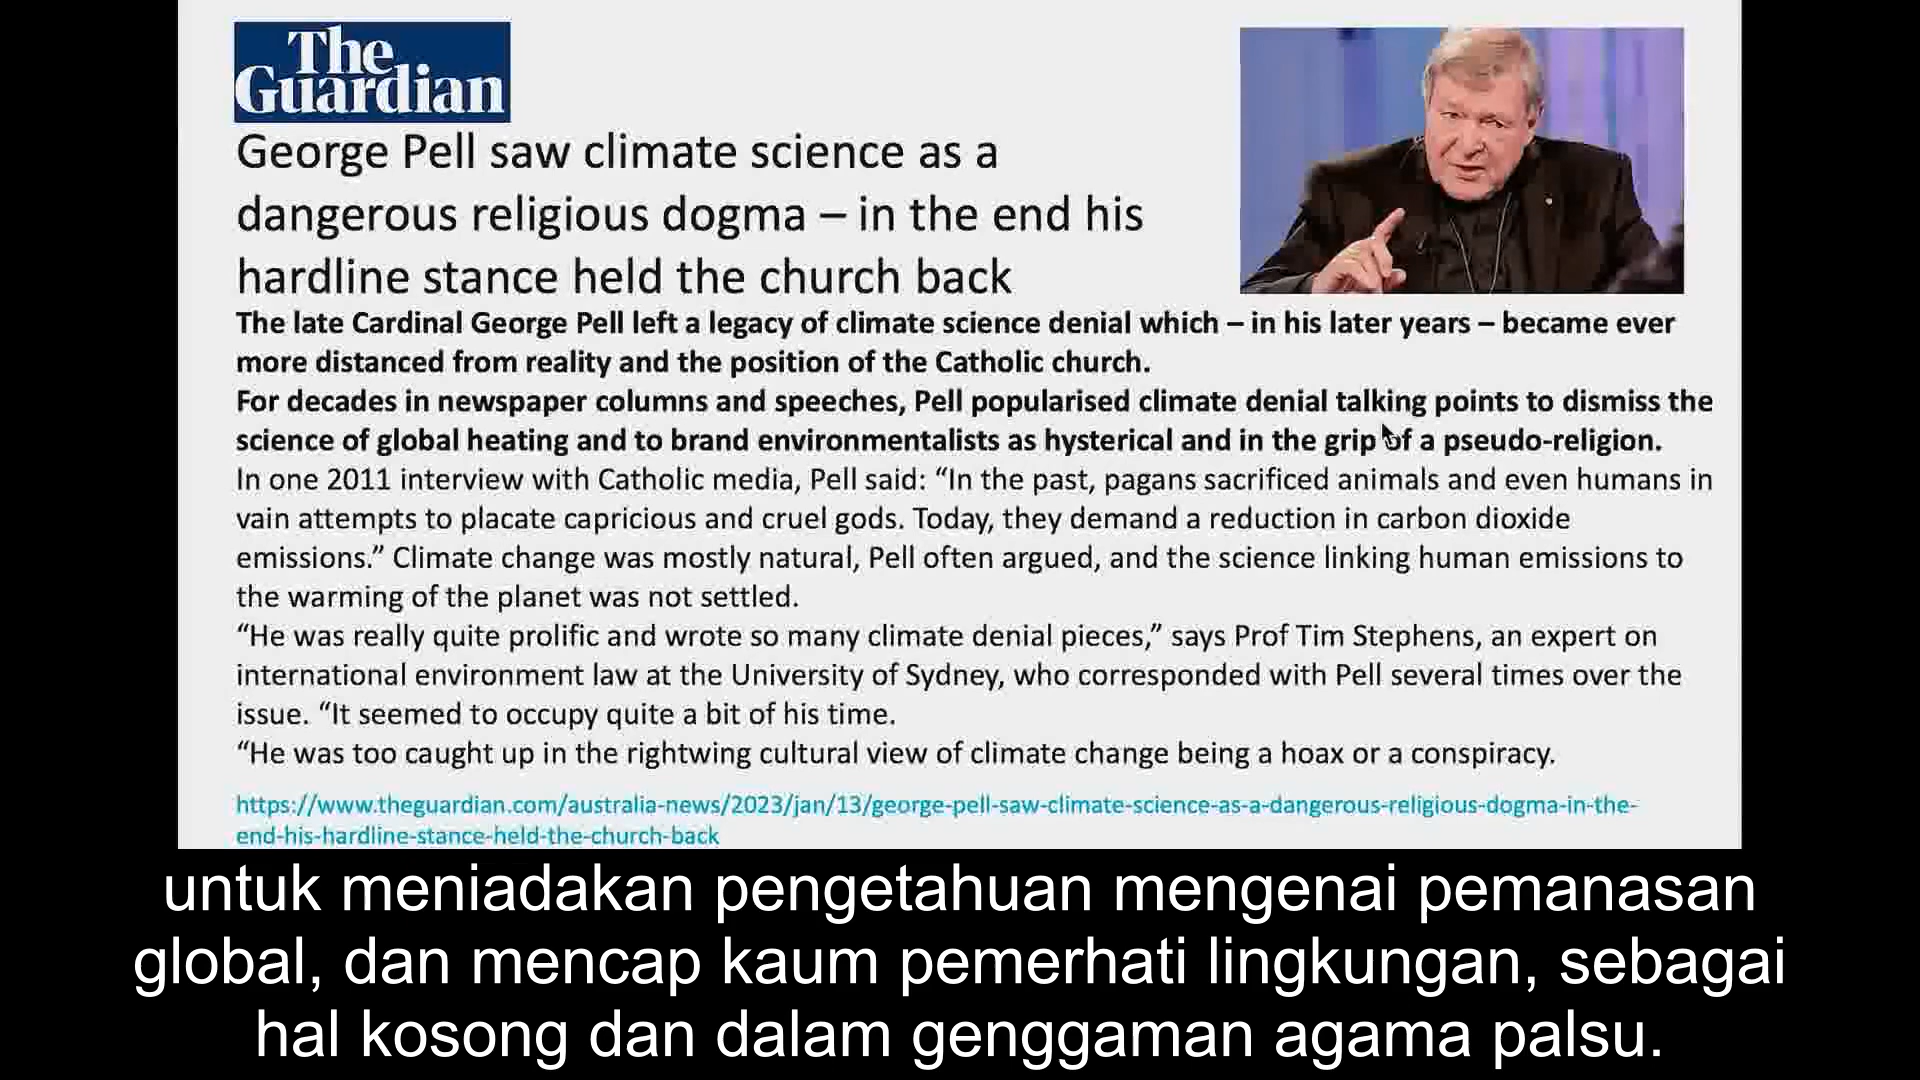 The
Guardian
George Pell saw climate science as a
dangerous religious dogma – in the end his
hardline stance held the church back
The late Cardinal George Pell left a legacy of climate science denial which – in his later years – became ever
more distanced from reality and the position of the Catholic church.
For decades in newspaper columns and speeches, Pell popularised climate denial talking points to dismiss the
science of global heating and to brand environmentalists as hysterical and in the grip of a pseudo-religion.
In one 2011 interview with Catholic media, Pell said: “In the past, pagans sacrificed animals and even humans in
vain attempts to placate capricious and cruel gods. Today, they demand a reduction in carbon dioxide
emissions.” Climate change was mostly natural, Pell often argued, and the science linking human emissions to
the warming of the planet was not settled.
“He was really quite prolific and wrote so many climate denial pieces,” says Prof Tim Stephens, an expert on
international environment law at the University of Sydney, who corresponded with Pell several times over the
issue. “It seemed to occupy quite a bit of his time.
“He was too caught up in the rightwing cultural view of climate change being a hoax or a conspiracy.
https://www.theguardian.com/australia-news/2023/jan/13/george-pell-saw-climate-science-as-a-dangerous-religious-dogma-in-the-
end-his-hardline-stance-held-the-church-back
untuk meniadakan pengetahuan mengenai pemanasan
global, dan mencap kaum pemerhati lingkungan, sebagai
hal kosong dan dalam genggaman agama palsu.